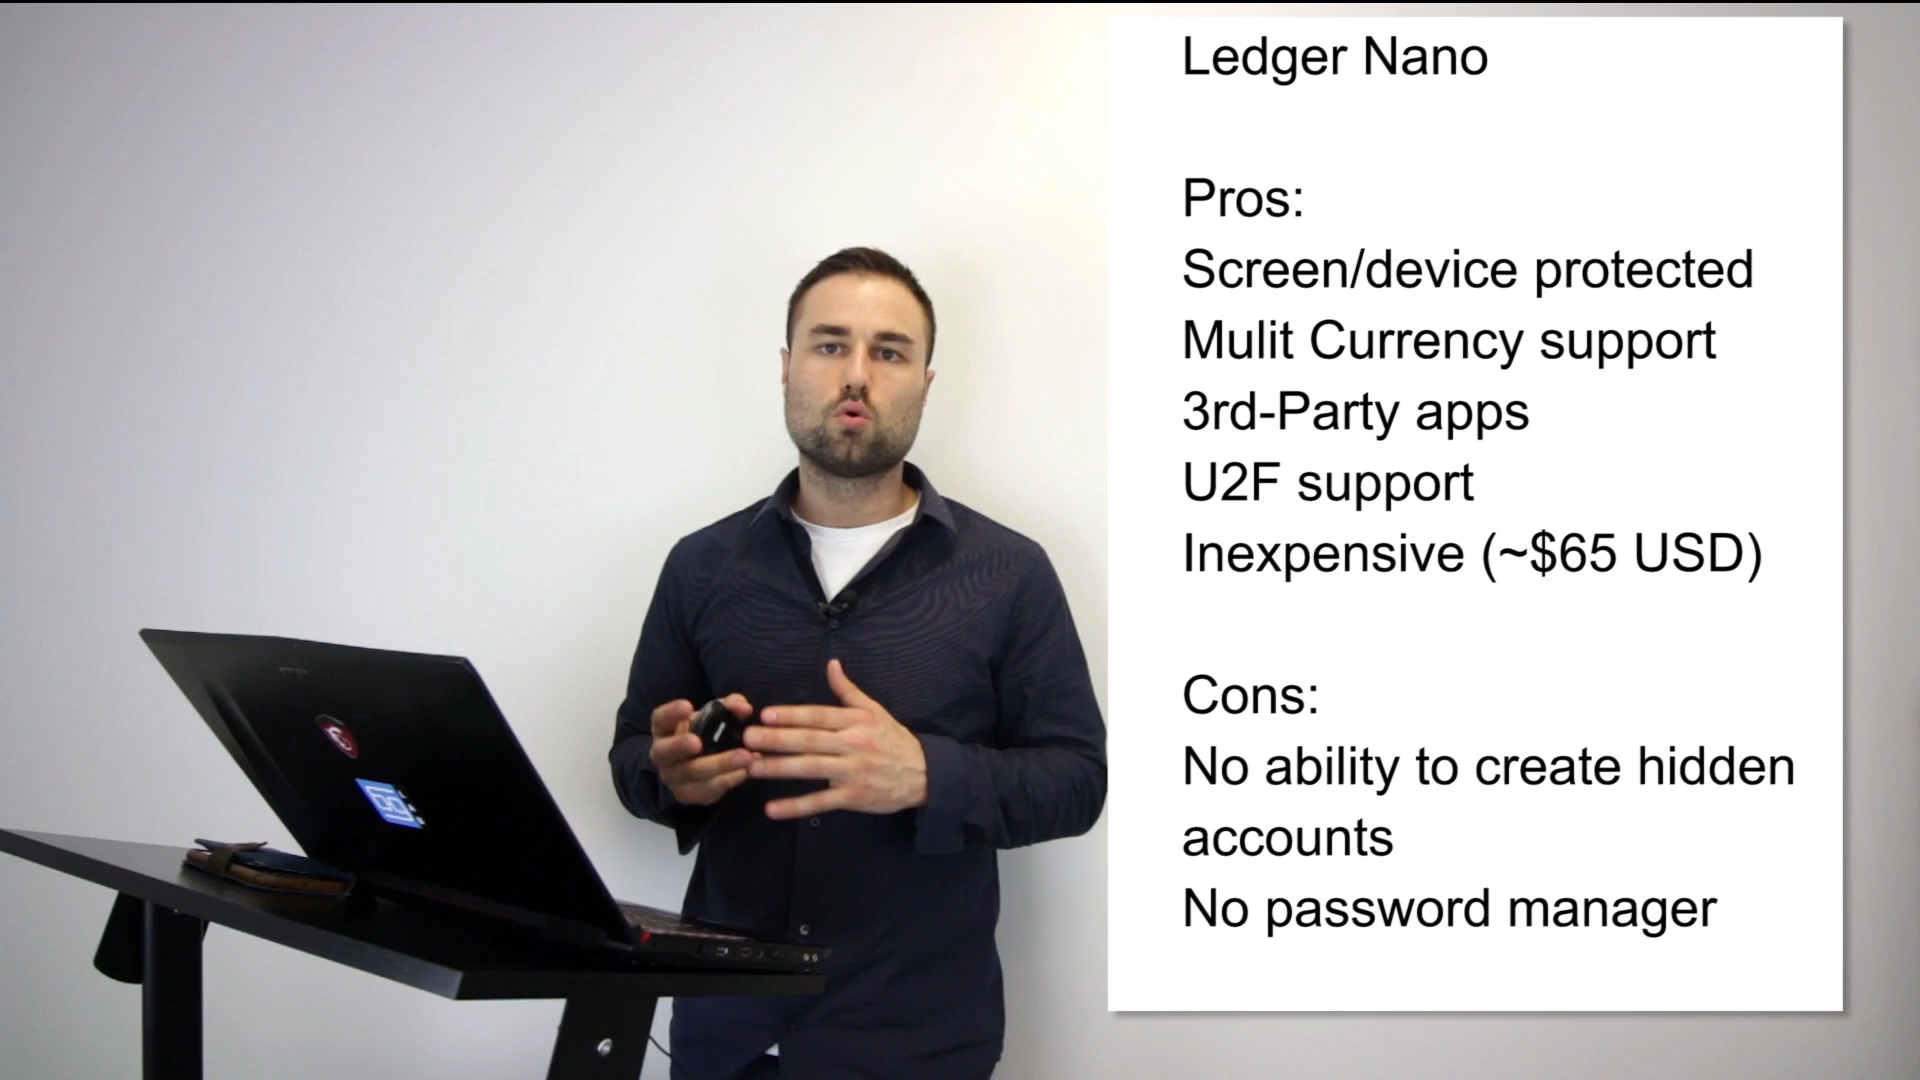 Ledger Nano
Pros:
Screen/device protected
Mulit Currency support
3rd-Party apps
U2F support
Inexpensive (~$65 USD)
Cons:
No ability to create hidden
accounts
No password manager